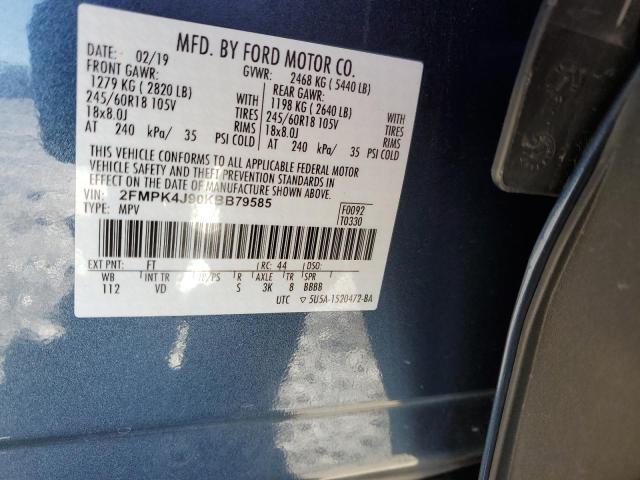 MFD. BY FORD MOTOR CO.
DATE: 02/19 GVWR: 2468 KG (5440 LB)
FRONT GAWR: REAR GAWR:
1279 KG (2820 LB) 1198 KG (2640 LB)
245/60R18 105V WITH TIRES 245/60R18 105V WITH TIRES
18x8.0J RIMS 18x8.0J RIMS
AT 240 kPa/ 35 PSI COLD AT 240 kPa/ 35 PSI COLD
THIS VEHICLE CONFORMS TO ALL APPLICABLE FEDERAL MOTOR
VEHICLE SAFETY AND THEFT PREVENTION STANDARDS IN
EFFECT ON THE DATE OF MANUFACTURE SHOWN ABOVE.
VIN: 2FMPK4J90KBB79585
TYPE: MPV F0092
T0330
EXT PNT: FT RC: 44 DSO:
WB INT TR TP/PS R AXLE TR SPR
112 VD S 3K 8 BBBB
UTC 5U5A-1520472-BA